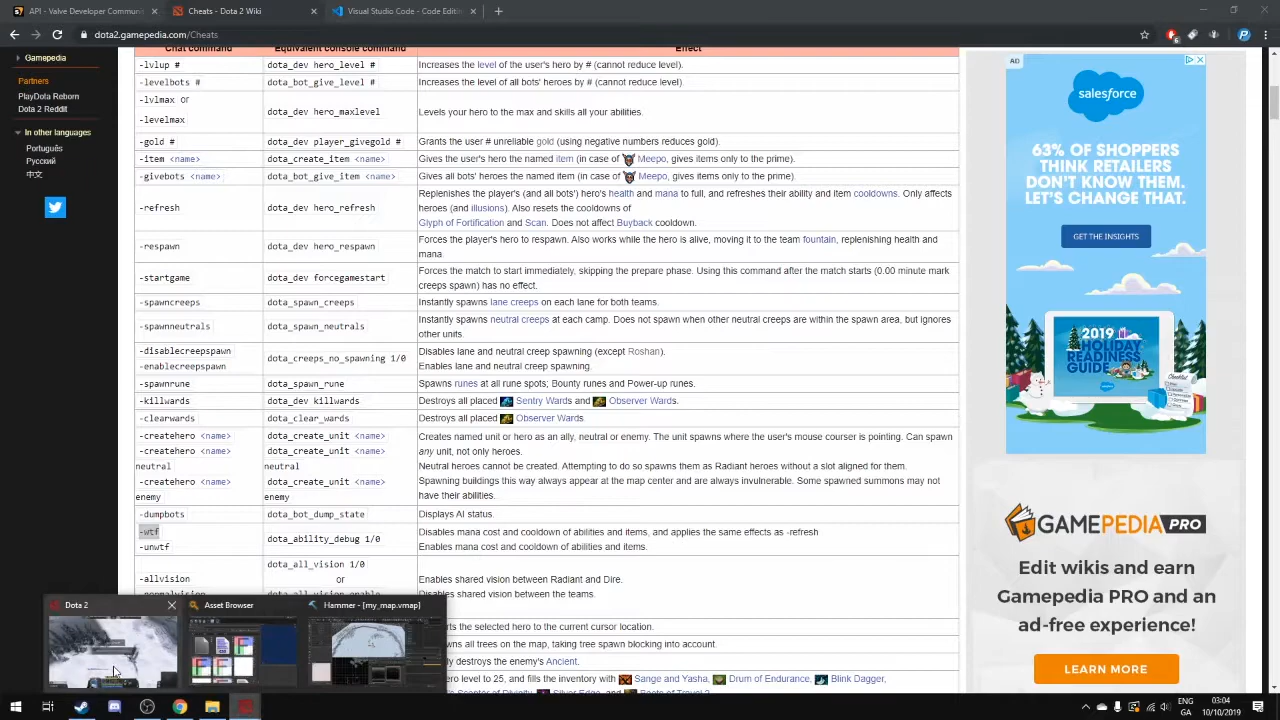 API - Valve Developer Communi
Cheats - Dota 2 Wiki
Visual Studio Code - Code Editin
dota2.gamepedia.com/Cheats
Gamepedia
Partners
PlayDota Reborn
Dota 2 Reddit
In other languages
Português
Русский
中文
Chat command Equivalent console command Effect
-lvlup # dota_dev hero_level # Increases the level of the user's hero by # (cannot reduce level).
-levelbots # dota_bot_give_level # Increases the level of all bots' heroes by # (cannot reduce level).
-lvlmax or
-levelmax
dota_dev hero_maxlevel Levels your hero to the max and skills all your abilities.
-gold # dota_dev player_givegold # Grants the user # unreliable gold (using negative numbers reduces gold).
-item <name> dota_create_item <name> Gives the user's hero the named item (in case of Meepo, gives items only to the prime).
-givebots <name> dota_bot_give_item <name> Gives all bots' heroes the named item (in case of Meepo, gives items only to the prime).
-refresh dota_dev hero_refresh
Replenishes the player's (and all bots') hero's health and mana to full, and refreshes their ability and item cooldowns. Only affects
heroes (and illusions). Also resets the cooldowns of
Glyph of Fortification and Scan. Does not affect Buyback cooldown.
-respawn dota_dev hero_respawn
Forces the player's hero to respawn. Also works while the hero is alive, moving it to the team fountain, replenishing health and
mana.
-startgame dota_dev forcegamestart
Forces the match to start immediately, skipping the prepare phase. Using this command after the match starts (0.00 minute mark
creeps spawn) has no effect.
-spawncreeps dota_spawn_creeps Instantly spawns lane creeps on each lane for both teams.
-spawnneutrals dota_spawn_neutrals
Instantly spawns neutral creeps at each camp. Does not spawn when other neutral creeps are within the spawn area, but ignores
other units.
-disablecreepspawn
-enablecreepspawn
dota_creeps_no_spawning 1/0
Disables lane and neutral creep spawning (except Roshan).
Enables lane and neutral creep spawning.
-spawnrune dota_spawn_rune Spawns runes at all rune spots; Bounty runes and Power-up runes.
-killwards dota_dev killwards Destroys all placed Sentry Wards and Observer Wards.
-clearwards dota_clear_wards Destroys all placed Observer Wards
-createhero <name> dota_create_unit <name> Creates named unit or hero as an ally, neutral or enemy. The unit spawns where the user's mouse courser is pointing. Can spawn
-createhero <name> dota_create_unit <name> any unit, not only heroes.
neutral neutral Neutral heroes cannot be created. Attempting to do so spawns them as Radiant heroes without a slot aligned for them.
-createhero <name> dota_create_unit <name> Spawning buildings this way always appear at the map center and are always invulnerable. Some spawned summons may not
enemy enemy have their abilities.
-dumpbots dota_bot_dump_state Displays AI status.
-wtf
-unwtf
dota_ability_debug 1/0
Disables mana cost and cooldown of abilities and items, and applies the same effects as -refresh
Enables mana cost and cooldown of abilities and items.
dota_all_vision 1/0
-allvision or Enables shared vision between Radiant and Dire.
Disables shared vision between the teams.
Dota 2
Asset Browser
Hammer - [my_map.vmap]
the selected hero to the current cursor location.
all trees on the map, taking tree spawn blocking into account.
destroys the enemy's Ancient.
level to 25, and fills the inventory with Sange and Yasha, Drum of Endurance, Blink Dagger,
AD
salesforce
63% OF SHOPPERS
THINK RETAILERS
DON'T KNOW THEM.
LET'S CHANGE THAT.
GET THE INSIGHTS
2019
HOLIDAY
READINESS
GUIDE
GAMEPEDIA PRO
Edit wikis and earn
Gamepedia PRO and an
ad-free experience!
LEARN MORE
ENG
GA
03:04
10/10/2019